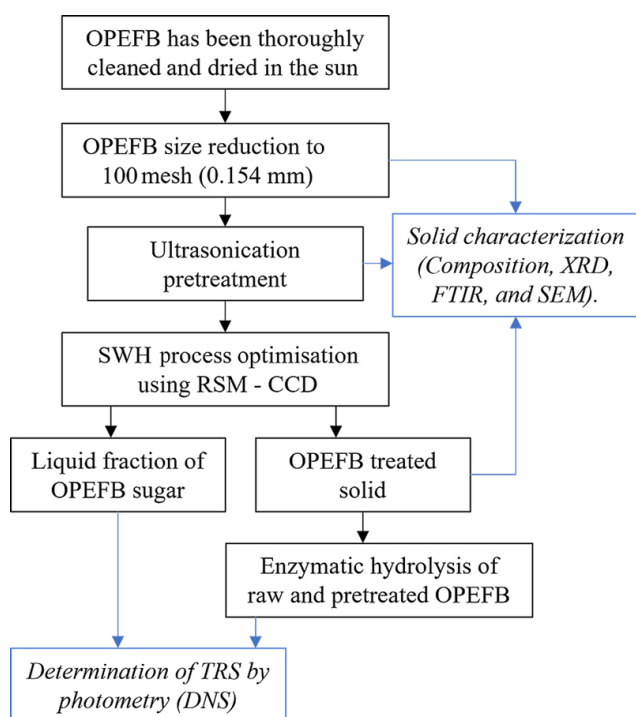 OPEFB has been thoroughly
cleaned and dried in the sun
OPEFB size reduction to
100 mesh (0.154 mm)
Ultrasonication
pretreatment
Solid characterization
(Composition, XRD,
FTIR, and SEM).
SWH process optimisation
using RSM - CCD
Liquid fraction of
OPEFB sugar
OPEFB treated
solid
Enzymatic hydrolysis of
raw and pretreated OPEFB
Determination of TRS by
photometry (DNS)